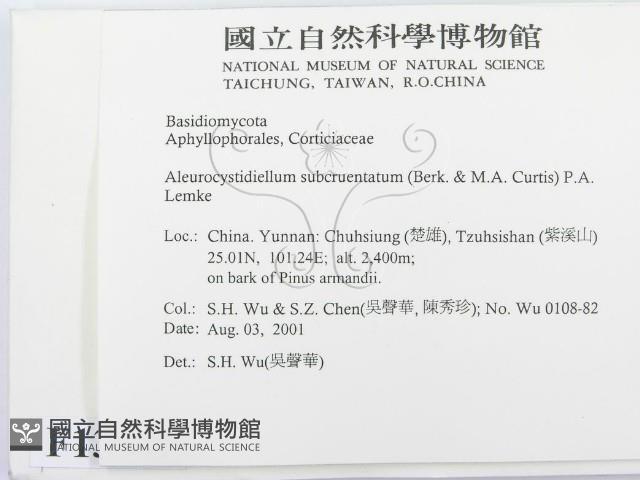 國立自然科學博物館
NATIONAL MUSEUM OF NATURAL SCIENCE
TAICHUNG, TAIWAN, R.O.CHINA
Basidiomycota
Aphyllophorales, Corticiaceae
Aleurocystidiellum subcruentatum (Berk. & M.A. Curtis) P.A.
Lemke
Loc.: China. Yunnan: Chuhsiung (楚雄), Tzuhsishan (紫溪山)
25.01N, 101.24E; alt. 2,400m;
on bark of Pinus armandii.
Col.: S.H. Wu & S.Z. Chen(吳聲華, 陳秀珍); No. Wu 0108-82
Date: Aug. 03, 2001
Det.: S.H. Wu(吳聲華)
國立自然科學博物館
NATIONAL MUSEUM OF NATURAL SCIENCE